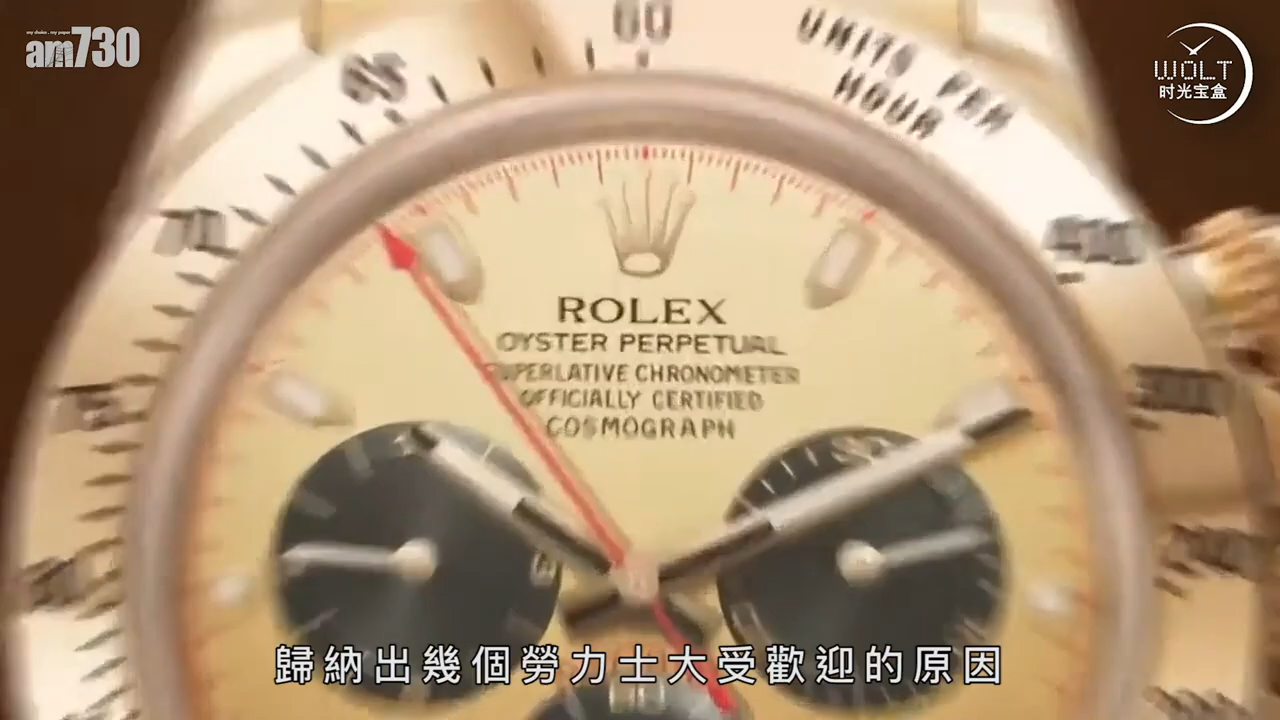 my choice . my paper
am730
WOLT
时光宝盒
60
UNITS PER
HOUR
65
70
400
ROLEX
OYSTER PERPETUAL
SUPERLATIVE CHRONOMETER
OFFICIALLY CERTIFIED
COSMOGRAPH
歸納出幾個勞力士大受歡迎的原因